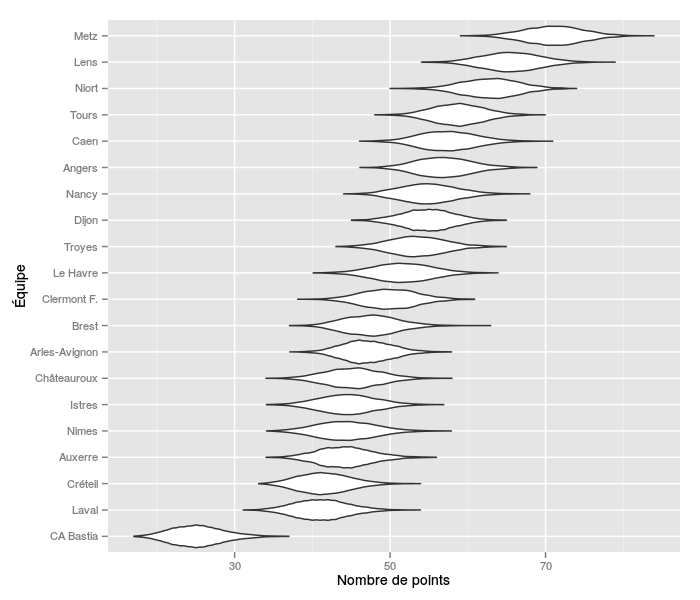 Metz
Lens
Niort
Tours
Caen
Angers
Nancy
Dijon
Troyes
Le Havre
Clermont F.
Brest
Arles-Avignon
Châteauroux
Istres
Nimes
Auxerre
Créteil
Laval
CA Bastia
Équipe
30 50 70
Nombre de points